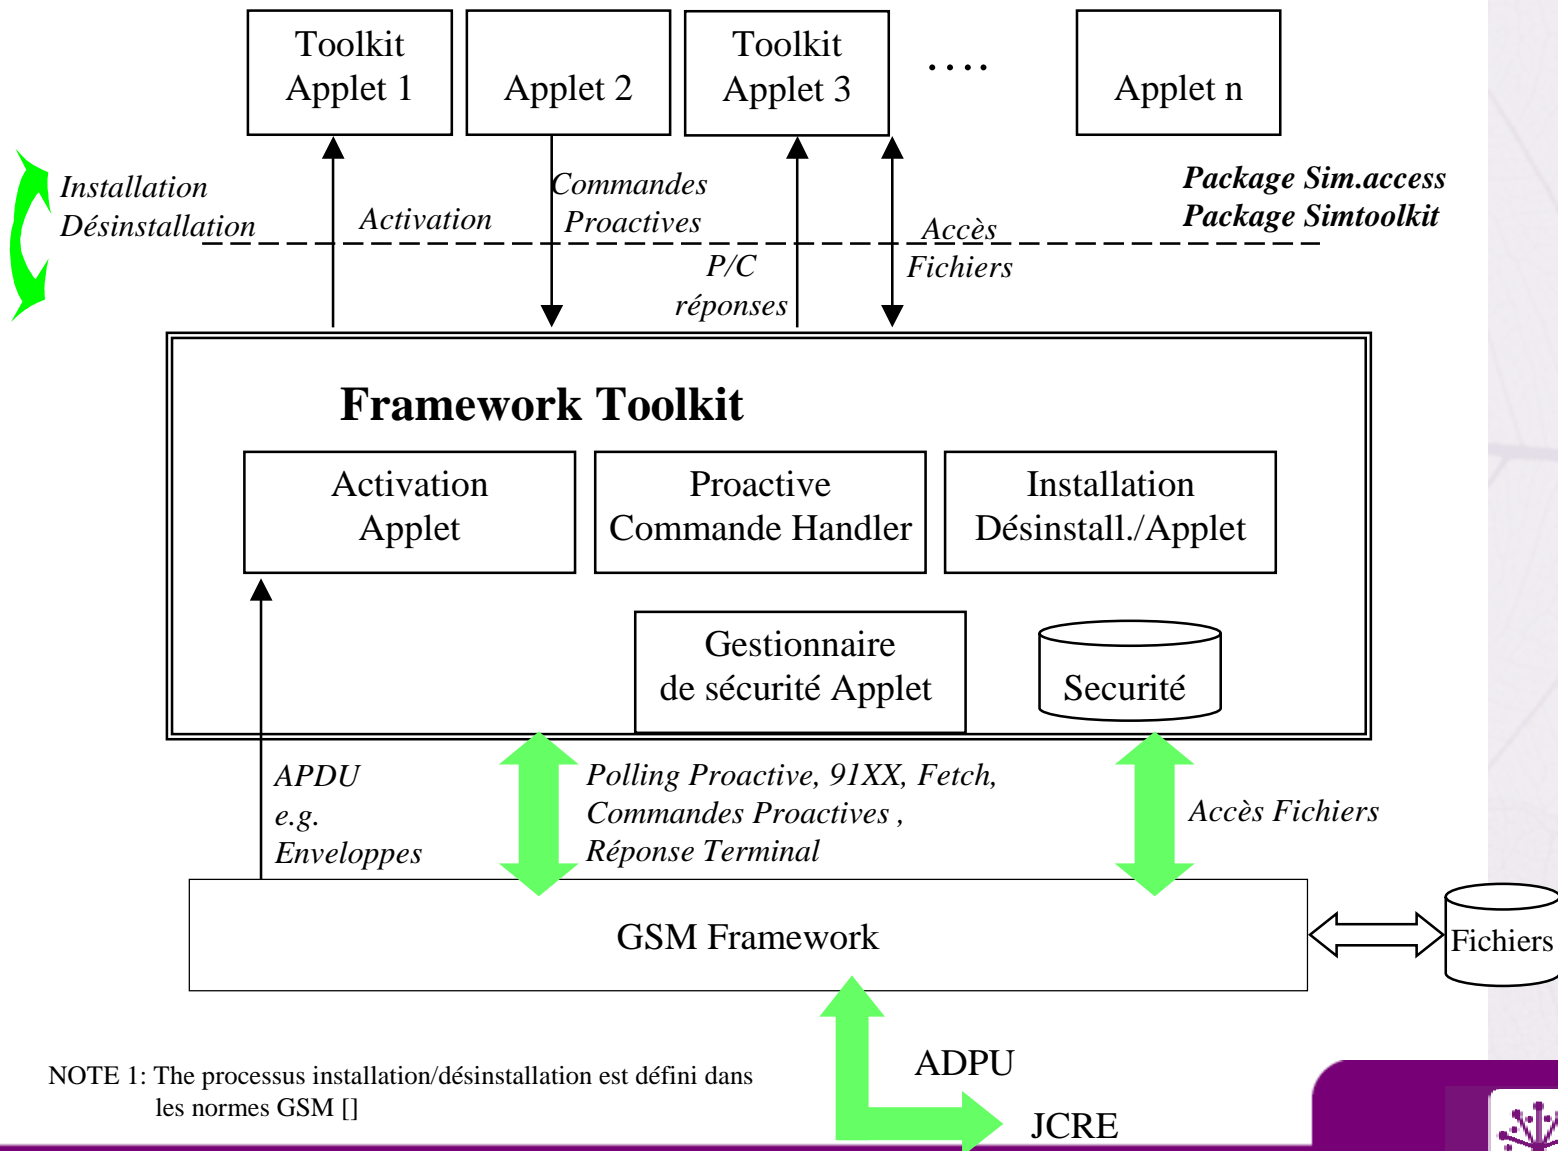 Toolkit
Applet 1
Applet 2
Toolkit
Applet 3
....
Applet n
Installation
Désinstallation
Activation
Commandes
Proactives
P/C
réponses
Accès
Fichiers
Package Sim.access
Package Simtoolkit
Framework Toolkit
Activation
Applet
Proactive
Commande Handler
Installation
Désinstall./Applet
Gestionnaire
de sécurité Applet
Securité
APDU
e.g.
Enveloppes
Polling Proactive, 91XX, Fetch,
Commandes Proactives ,
Réponse Terminal
Accès Fichiers
GSM Framework
Fichiers
ADPU
JCRE
NOTE 1: The processus installation/désinstallation est défini dans
les normes GSM []